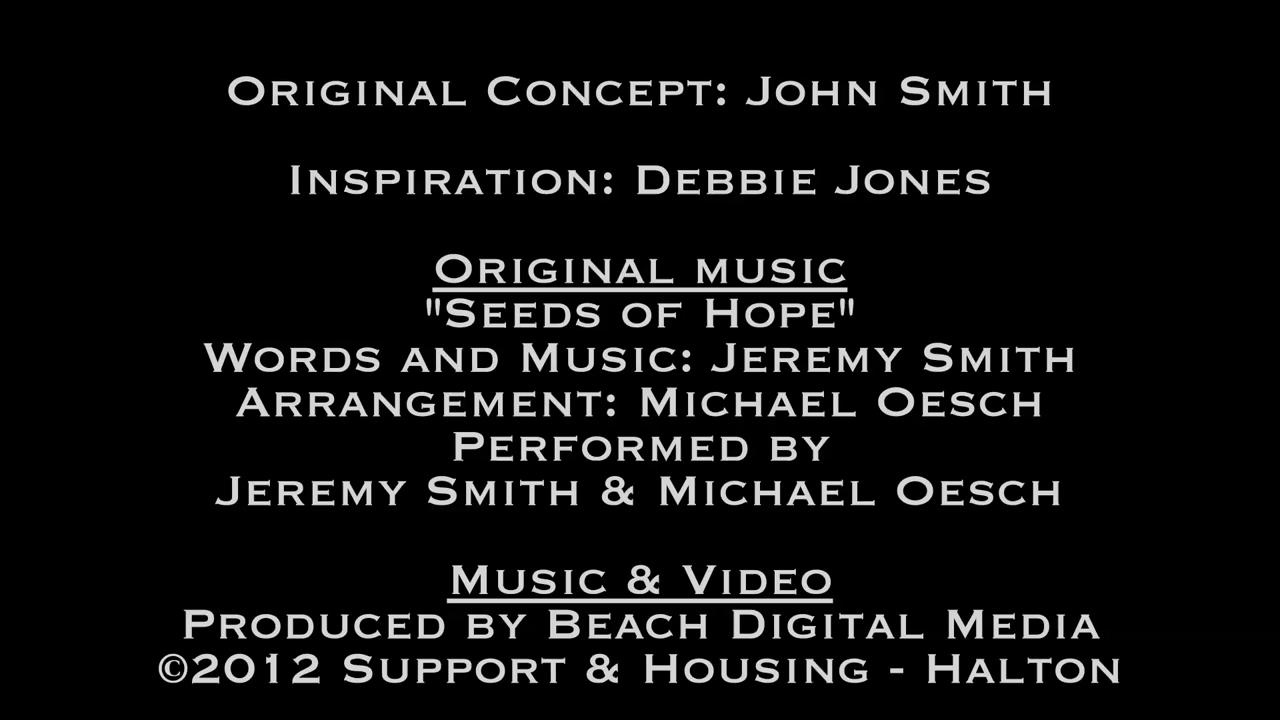 Original Concept: John Smith
Inspiration: Debbie Jones
Original music
"Seeds of Hope"
Words and Music: Jeremy Smith
Arrangement: Michael Oesch
Performed by
Jeremy Smith & Michael Oesch
Music & Video
Produced by Beach Digital Media
©2012 Support & Housing - Halton